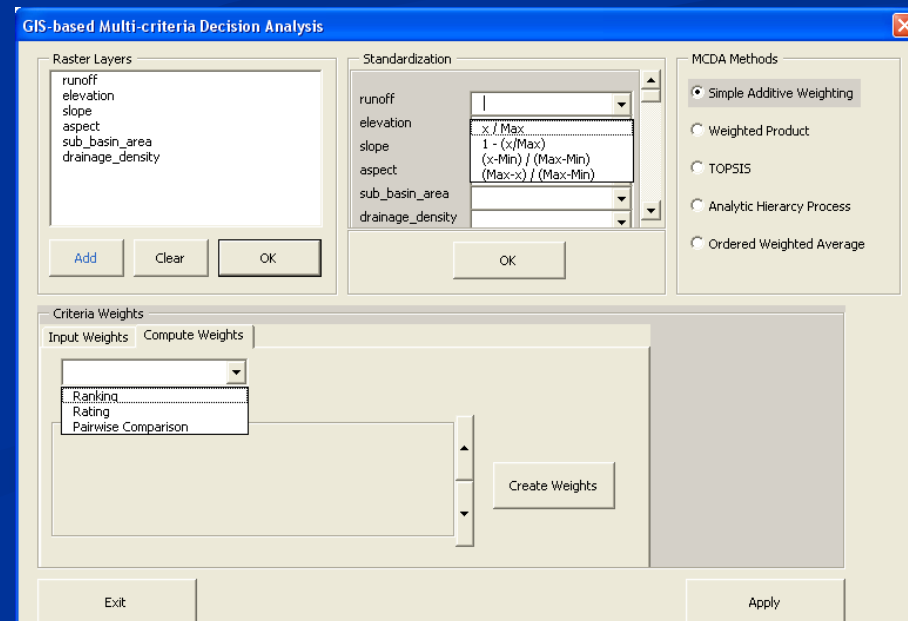 GIS-based Multi-criteria Decision Analysis
Raster Layers
runoff
elevation
slope
aspect
sub_basin_area
drainage_density
Add
Clear
OK
Standardization
runoff
elevation
slope
aspect
sub_basin_area
drainage_density
x / Max
1 - (x/Max)
(x-Min) / (Max-Min)
(Max-x) / (Max-Min)
OK
MCDA Methods
Simple Additive Weighting
Weighted Product
TOPSIS
Analytic Hierarcy Process
Ordered Weighted Average
Criteria Weights
Input Weights
Compute Weights
Ranking
Rating
Pairwise Comparison
Create Weights
Exit
Apply